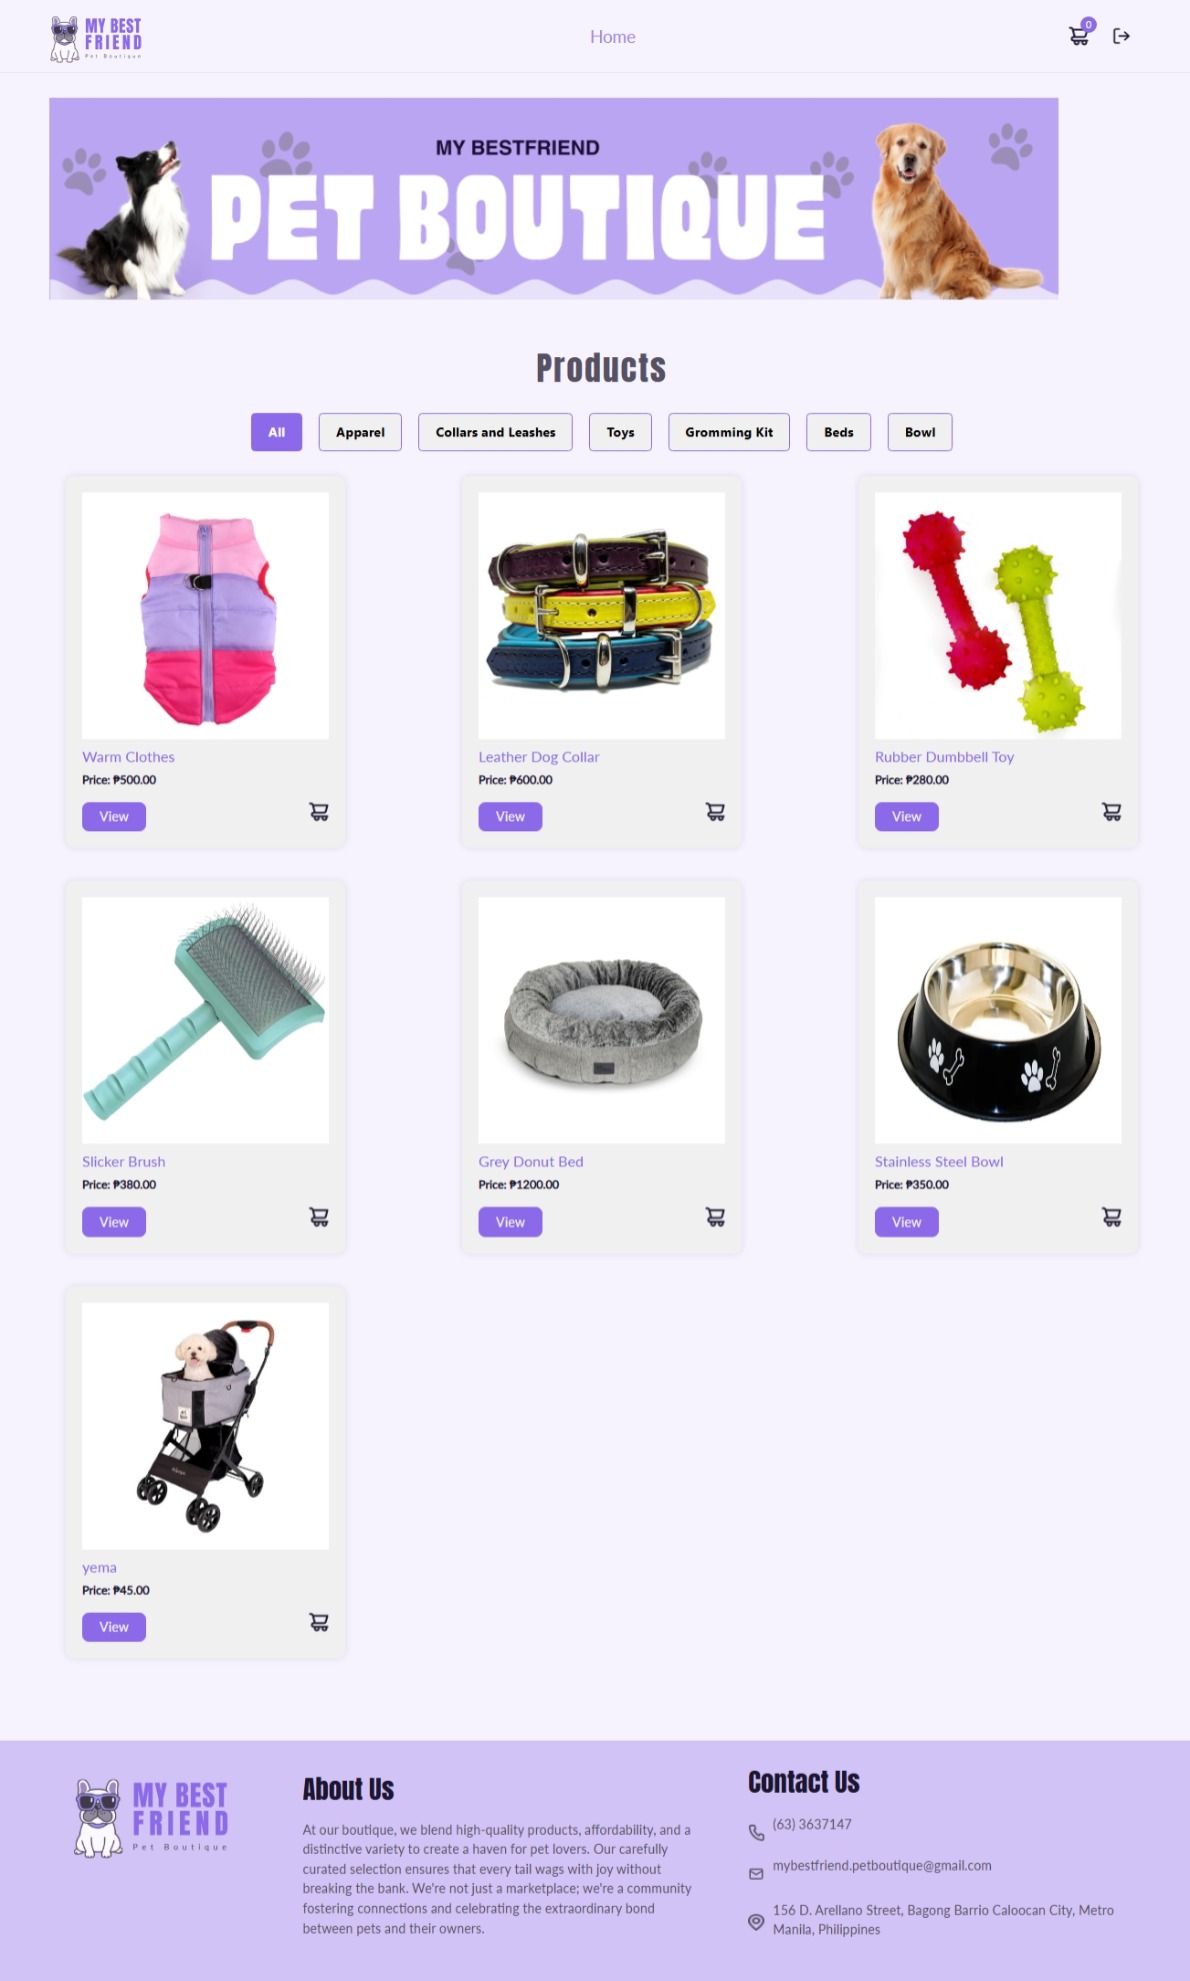 MY BEST
FRIEND
Pet Boutique
Home
0
MY BESTFRIEND
PET BOUTIQUE
Products
All
Apparel
Collars and Leashes
Toys
Gromming Kit
Beds
Bowl
Warm Clothes
Price: ₱500.00
View
Leather Dog Collar
Price: ₱600.00
View
Rubber Dumbbell Toy
Price: ₱280.00
View
Slicker Brush
Price: ₱380.00
View
Grey Donut Bed
Price: ₱1200.00
View
Stainless Steel Bowl
Price: ₱350.00
View
yema
Price: ₱45.00
View
MY BEST
FRIEND
Pet Boutique
About Us
At our boutique, we blend high-quality products, affordability, and a
distinctive variety to create a haven for pet lovers. Our carefully
curated selection ensures that every tail wags with joy without
breaking the bank. We're not just a marketplace; we're a community
fostering connections and celebrating the extraordinary bond
between pets and their owners.
Contact Us
(63) 3637147
mybestfriend.petboutique@gmail.com
156 D. Arellano Street, Bagong Barrio Caloocan City, Metro
Manila, Philippines